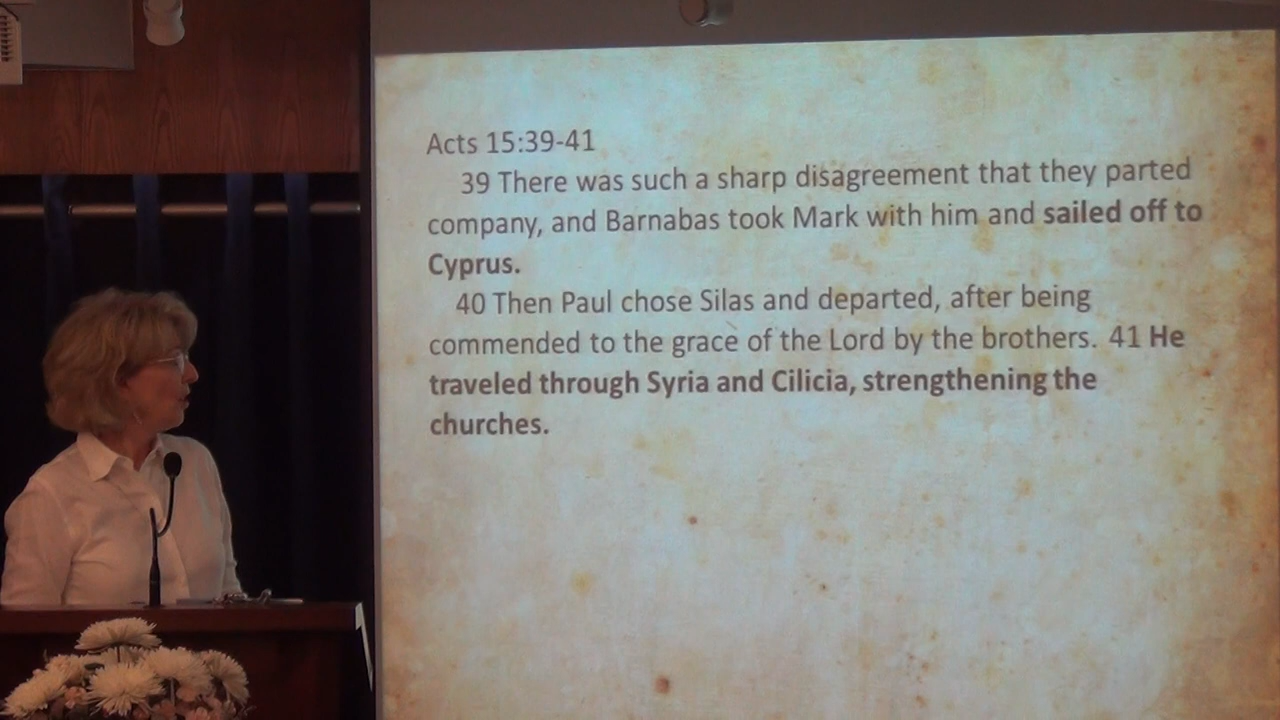 Acts 15:39-41
39 There was such a sharp disagreement that they parted
company, and Barnabas took Mark with him and sailed off to
Cyprus.
40 Then Paul chose Silas and departed, after being
commended to the grace of the Lord by the brothers. 41 He
traveled through Syria and Cilicia, strengthening the
churches.